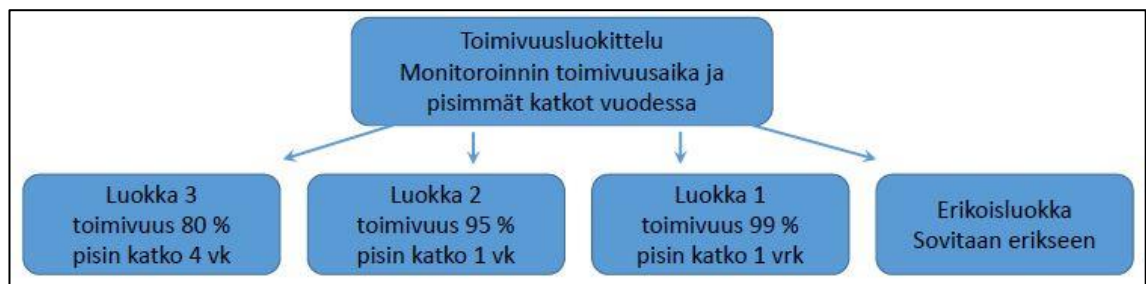 Toimivuusluokittelu
Monitoroinnin toimivuusaika ja
pisimmät katkot vuodessa
Luokka 3
toimivuus 80 %
pisin katko 4 vk
Luokka 2
toimivuus 95 %
pisin katko 1 vk
Luokka 1
toimivuus 99 %
pisin katko 1 vrk
Erikoisluokka
Sovitaan erikseen